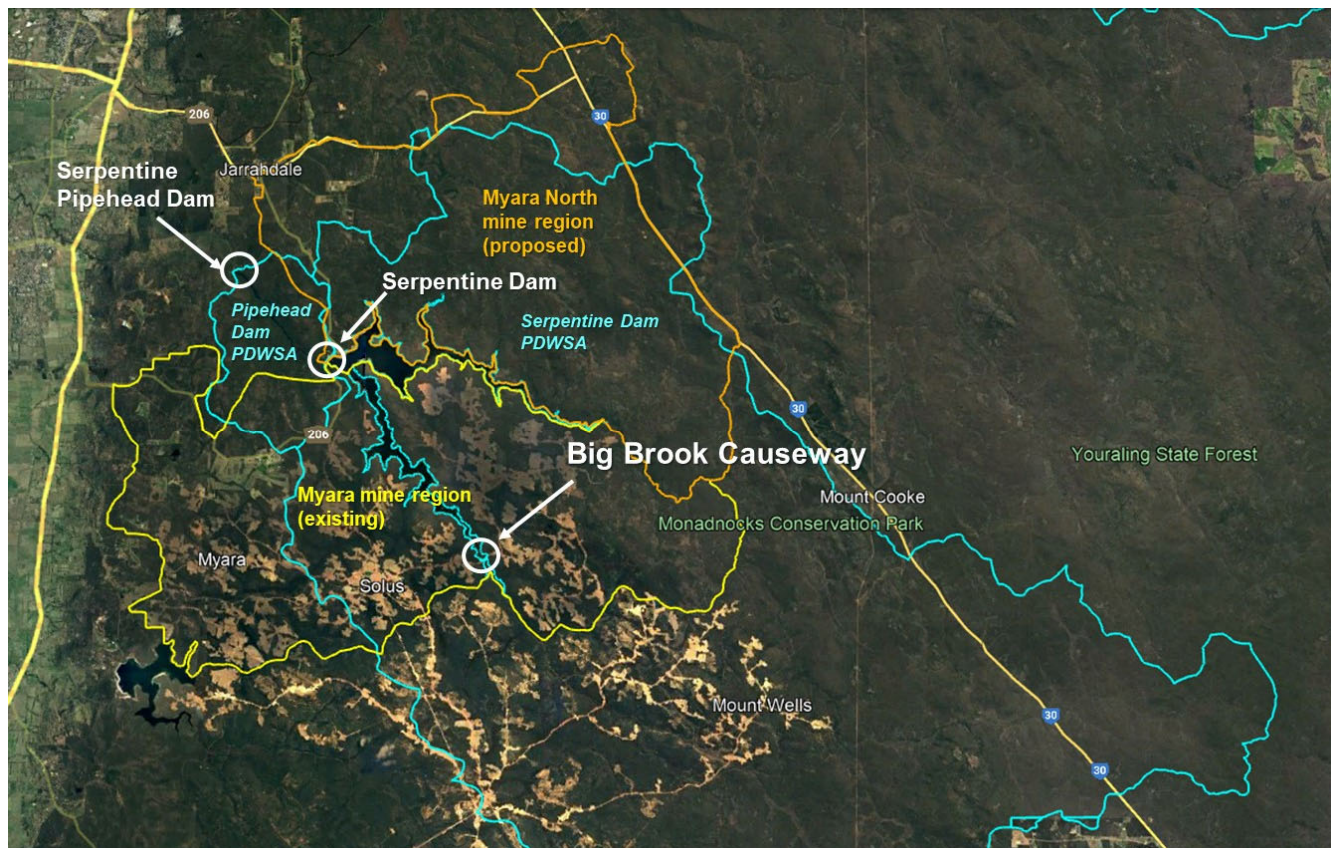 206
30
Jarrahdale
Serpentine
Pipehead Dam
Myara North
mine region
(proposed)
Serpentine Dam
Pipehead
Dam
PDWSA
Serpentine Dam
PDWSA
206
30
Big Brook Causeway
Youraling State Forest
Myara mine region
(existing)
Mount Cooke
Monadnocks Conservation Park
Myara
Solus
Mount Wells
30
30